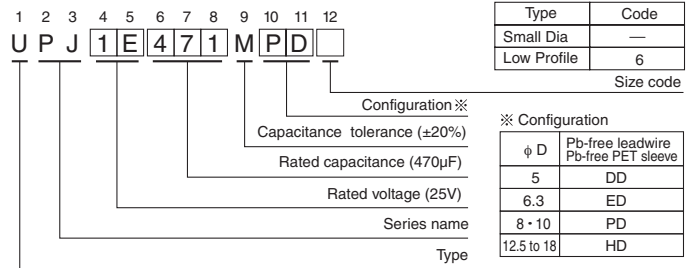 1 2 3 4 5 6 7 8 9 10 11 12
U P J 1 E 4 7 1 M P D
Type Code
Small Dia —
Low Profile 6
Size code
Configuration※
Capacitance tolerance (±20%)
Rated capacitance (470µF)
Rated voltage (25V)
Series name
Type
※ Configuration
ϕ D Pb-free leadwire
Pb-free PET sleeve
5 DD
6.3 ED
8・10 PD
12.5 to 18 HD